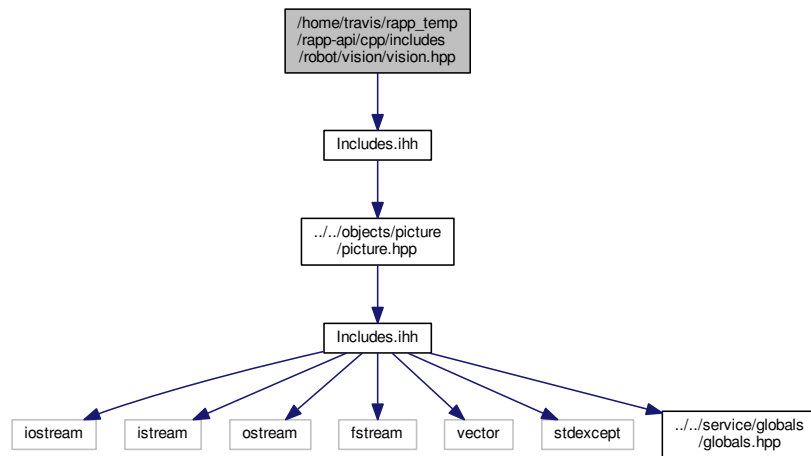 /home/travis/rapp_temp
/rapp-api/cpp/includes
/robot/vision/vision.hpp
Includes.ihh
../../objects/picture
/picture.hpp
Includes.ihh
iostream
istream
ostream
fstream
vector
stdexcept
../../service/globals
/globals.hpp